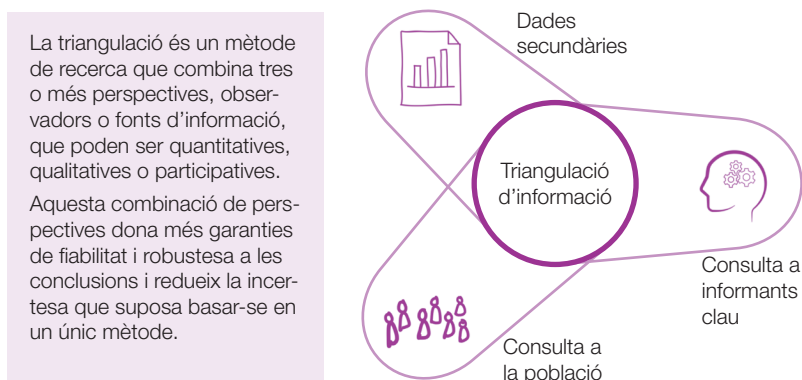 La triangulació és un mètode
de recerca que combina tres
o més perspectives, obser-
vadors o fonts d’informació,
que poden ser quantitatives,
qualitatives o participatives.
Aquesta combinació de pers-
pectives dona més garanties
de fiabilitat i robustesa a les
conclusions i redueix la incer-
tesa que suposa basar-se en
un únic mètode.
Dades
secundàries
Triangulació
d’informació
Consulta a
informants
clau
Consulta a
la població